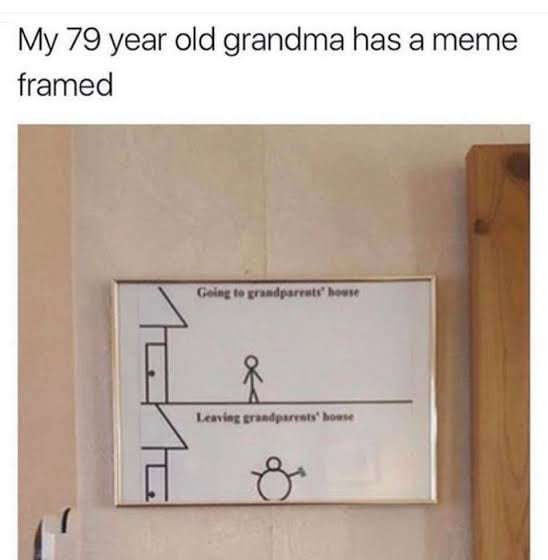 My 79 year old grandma has a meme
framed
Going to grandparents' house
Leaving grandparents' house